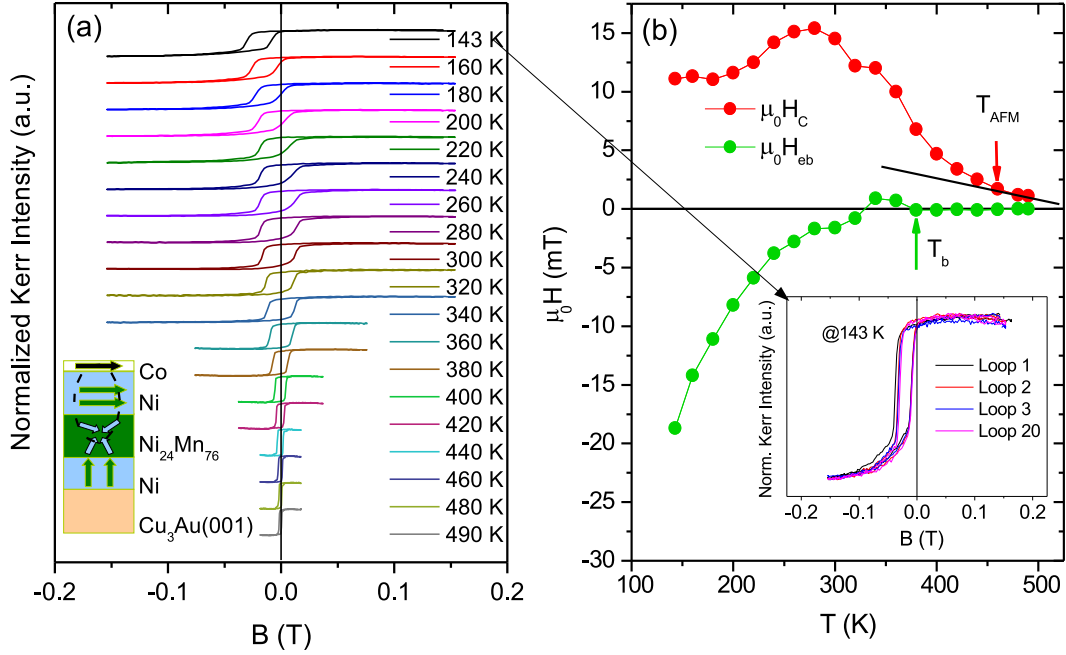 (a)
Normalized Kerr Intensity (a.u.)
143 K
160 K
180 K
200 K
220 K
240 K
260 K
280 K
300 K
320 K
340 K
360 K
380 K
400 K
420 K
440 K
460 K
480 K
490 K
Co
Ni
Ni24Mn76
Ni
Cu3Au(001)
-0.2 -0.1 0.0 0.1 0.2
B (T)
(b)
μ0H (mT)
15
10
5
0
-5
-10
-15
-20
-25
-30
μ0HC
μ0Heb
TAFM
Tb
@143 K
Norm. Kerr Intensity (a.u.)
Loop 1
Loop 2
Loop 3
Loop 20
-0.2 -0.1 0.0 0.1 0.2
B (T)
100 200 300 400 500
T (K)